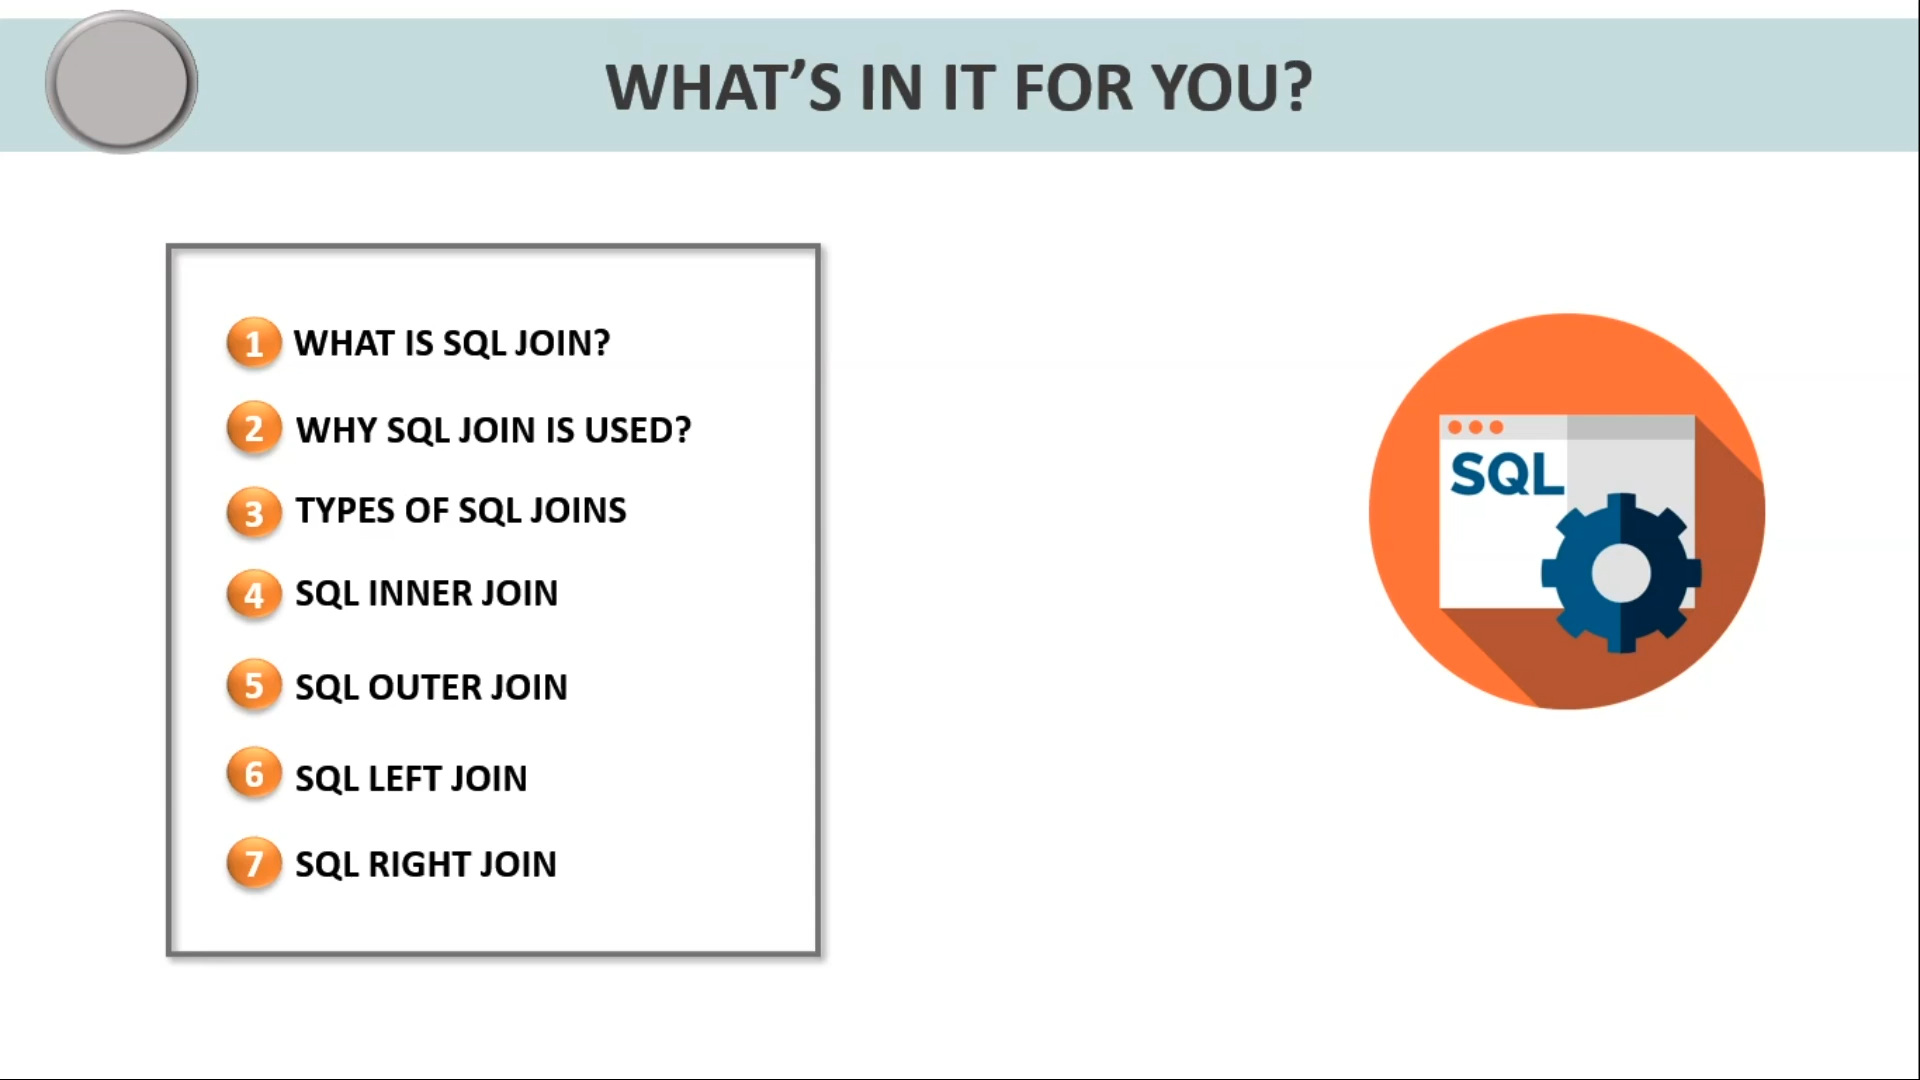 WHAT’S IN IT FOR YOU?
1 WHAT IS SQL JOIN?
2 WHY SQL JOIN IS USED?
3 TYPES OF SQL JOINS
4 SQL INNER JOIN
5 SQL OUTER JOIN
6 SQL LEFT JOIN
7 SQL RIGHT JOIN
SQL